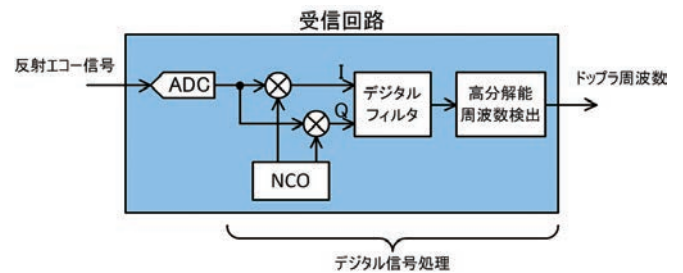 受信回路
反射エコー信号
ADC
I
Q
NCO
デジタル
フィルタ
高分解能
周波数検出
ドップラ周波数
デジタル信号処理